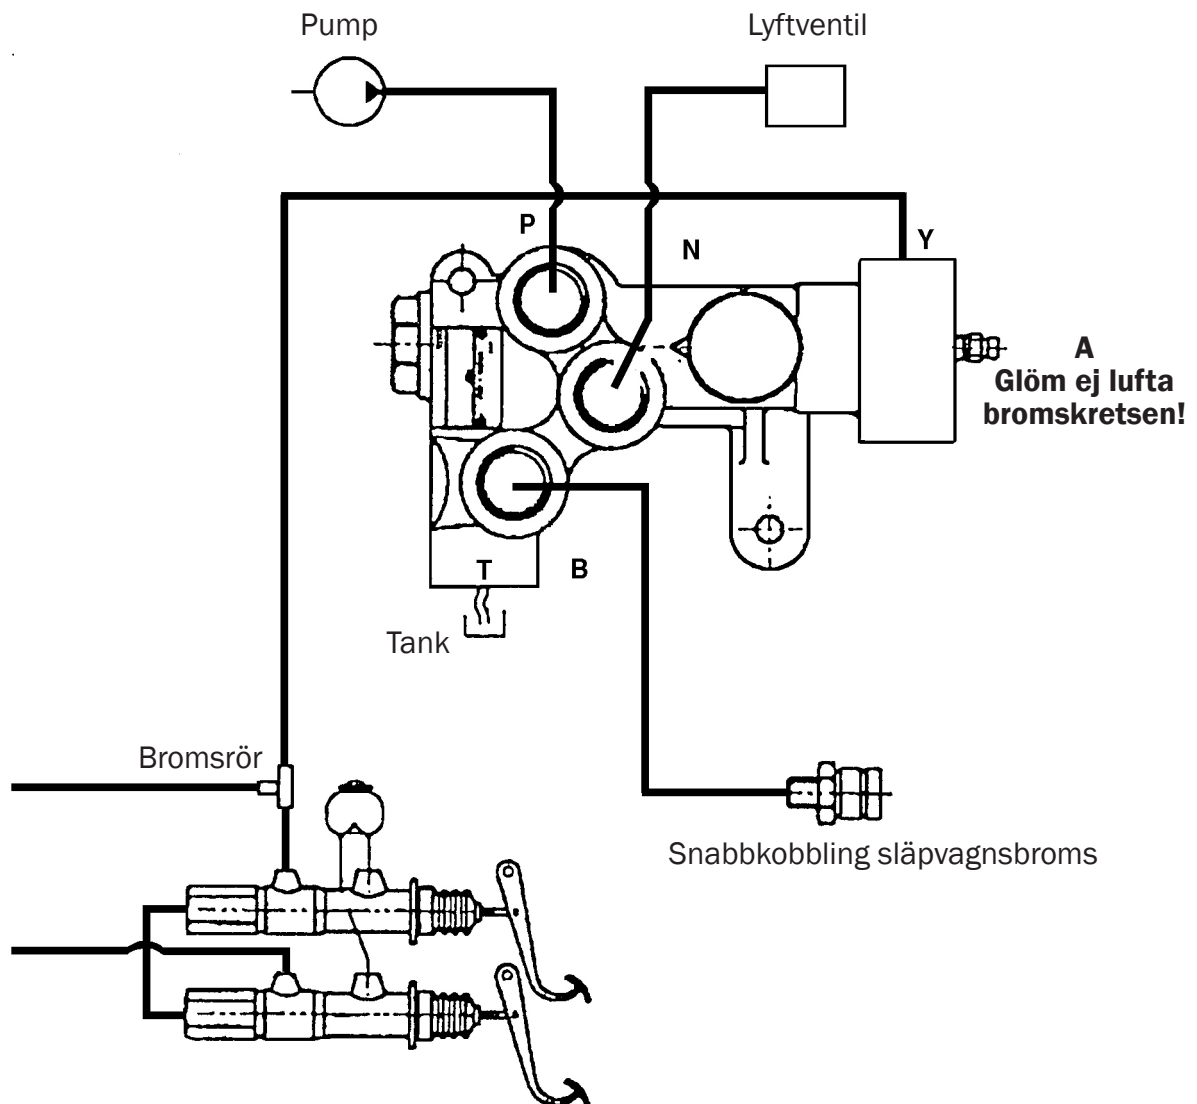 Pump
Lyftventil
P
N
Y
A
Glöm ej lufta
bromskretsen!
T
B
Tank
Bromsrör
Snabbkobbling släpvagnsbroms